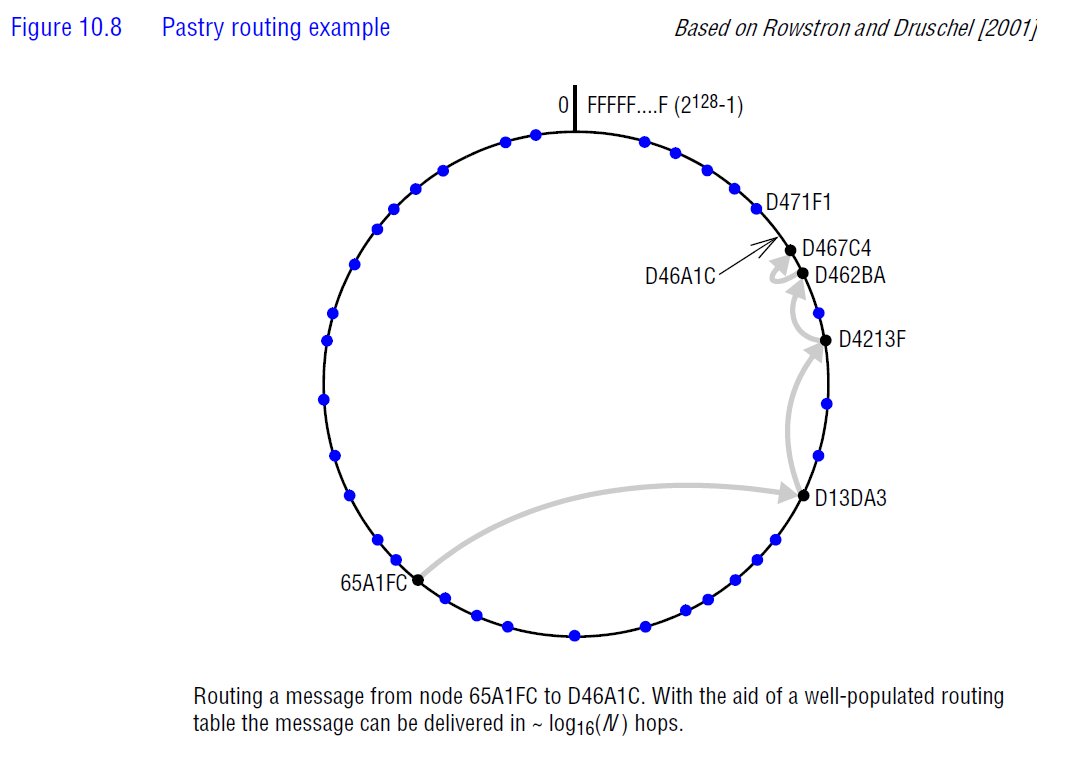 Figure 10.8 Pastry routing example
Based on Rowstron and Druschel [2001]
0 FFFFF....F (2128-1)
D471F1
D467C4
D46A1C
D462BA
D4213F
D13DA3
65A1FC
Routing a message from node 65A1FC to D46A1C. With the aid of a well-populated routing
table the message can be delivered in ~ log16(N) hops.